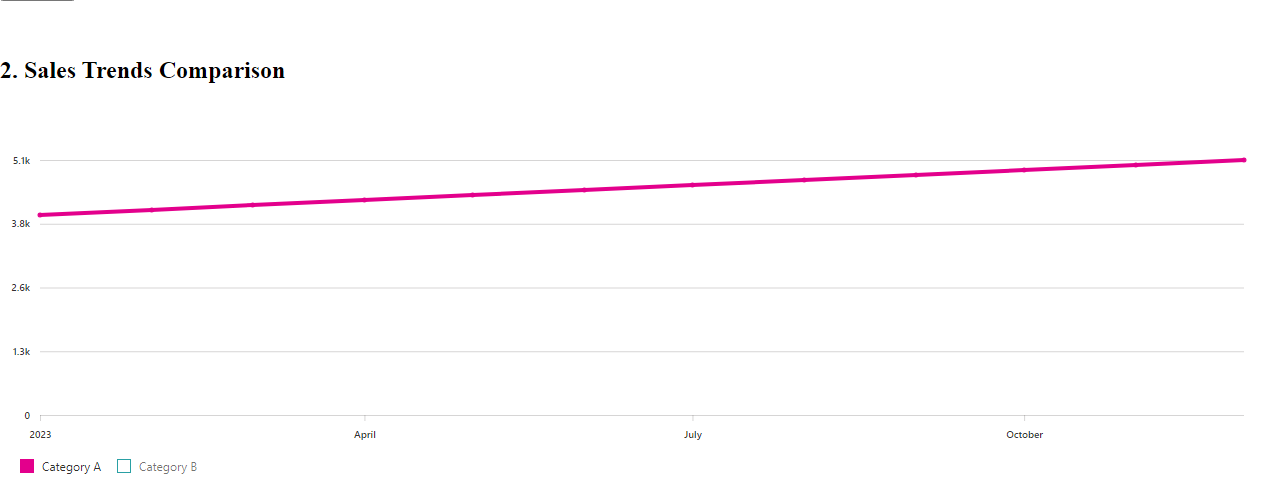 2. Sales Trends Comparison
5.1k
3.8k
2.6k
1.3k
0
2023 April July October
Category A Category B